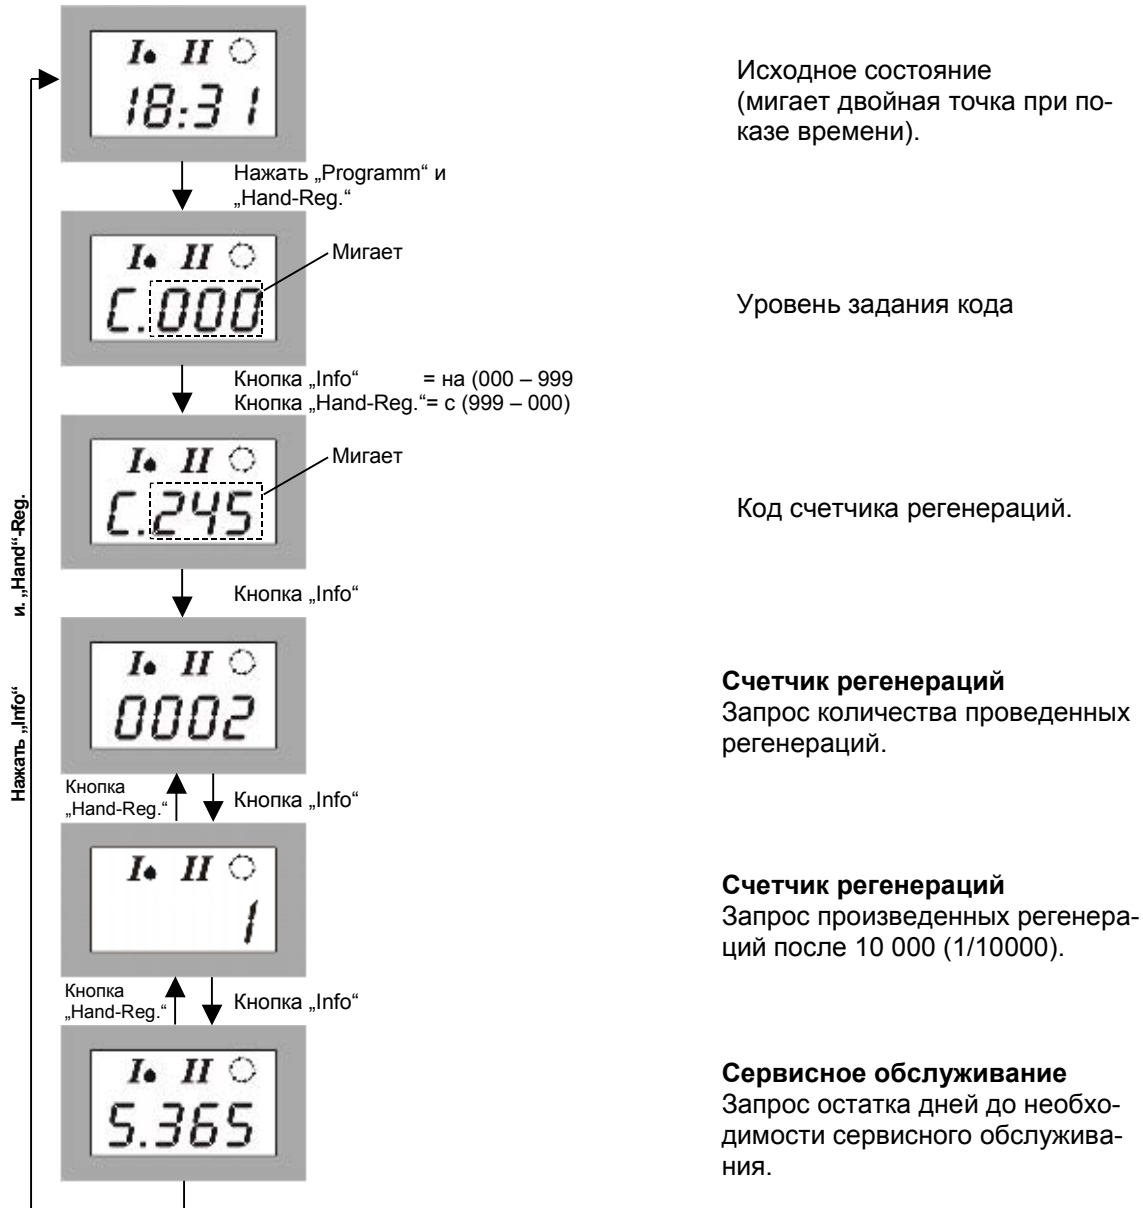 I II
18:31
Исходное состояние
(мигает двойная точка при по-
казе времени).
Нажать „Programm“ и
„Hand-Reg.“
I II
C.000
Мигает
Уровень задания кода
Кнопка „Info“ = на (000 – 999
Кнопка „Hand-Reg.“= с (999 – 000)
I II
C.245
Мигает
Код счетчика регенераций.
Кнопка „Info“
I II
0002
Счетчик регенераций
Запрос количества проведенных
регенераций.
Кнопка
„Hand-Reg.“
Кнопка „Info“
I II
1
Счетчик регенераций
Запрос произведенных регенера-
ций после 10 000 (1/10000).
Кнопка
„Hand-Reg.“
Кнопка „Info“
I II
S.365
Сервисное обслуживание
Запрос остатка дней до необхо-
димости сервисного обслужива-
ния.
Нажать „Info“ и. „Hand“-Reg.